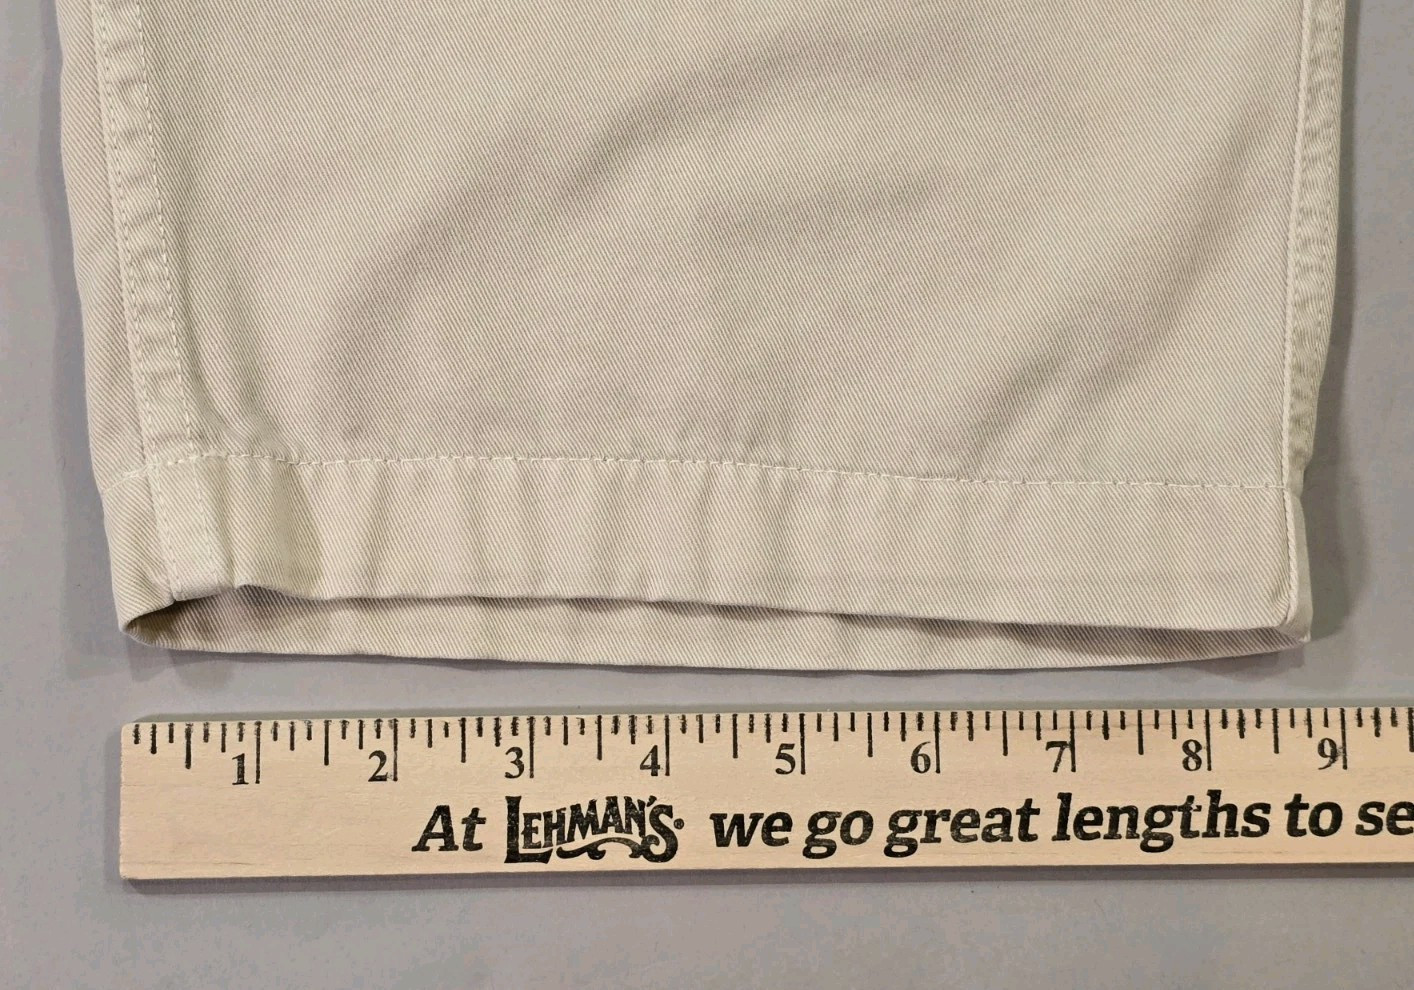 1 2 3 4 5 6 7 8 9
At LEHMAN'S® we go great lengths to se